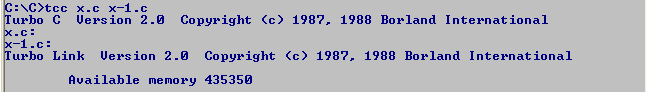 C:\C>tcc x.c x-1.c
Turbo C  Version 2.0  Copyright (c) 1987, 1988 Borland International
x.c:
x-1.c:
Turbo Link  Version 2.0  Copyright (c) 1987, 1988 Borland International
        Available memory 435350